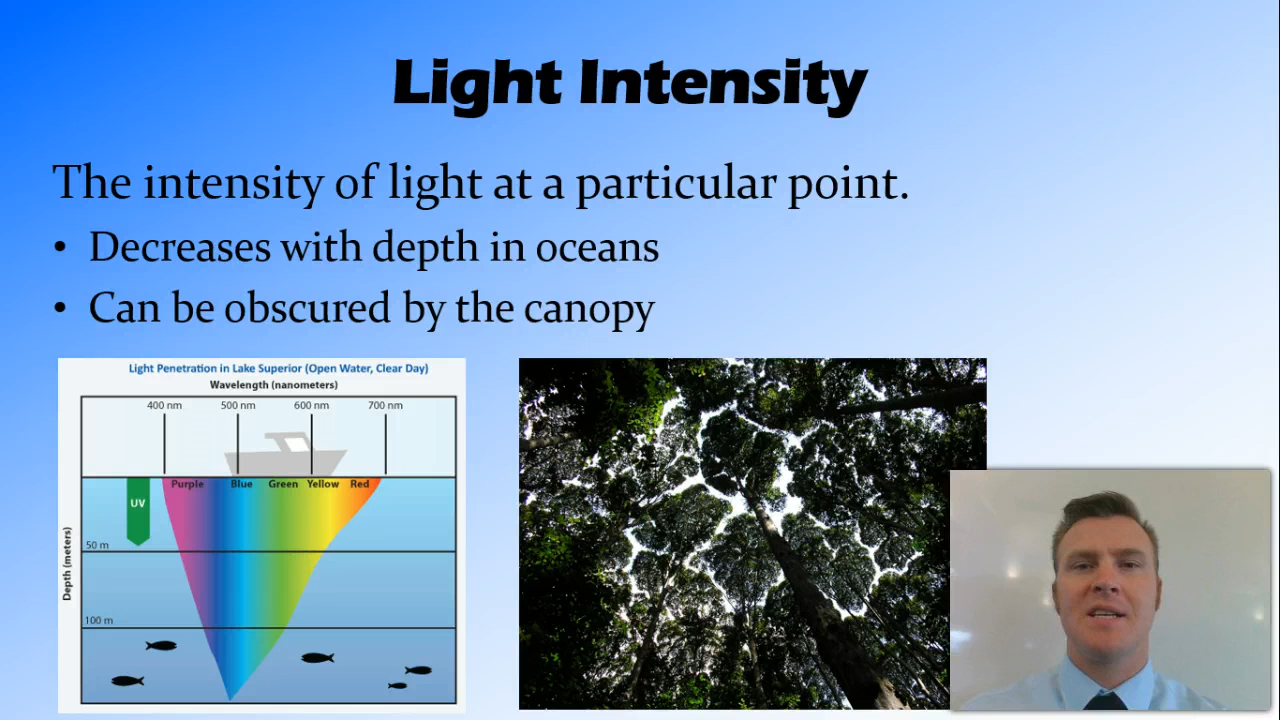 Light Intensity
The intensity of light at a particular point.
• Decreases with depth in oceans
• Can be obscured by the canopy
Light Penetration in Lake Superior (Open Water, Clear Day)
Wavelength (nanometers)
400 nm 500 nm 600 nm 700 nm
Purple Blue Green Yellow Red
UV
50 m
Depth (meters)
100 m